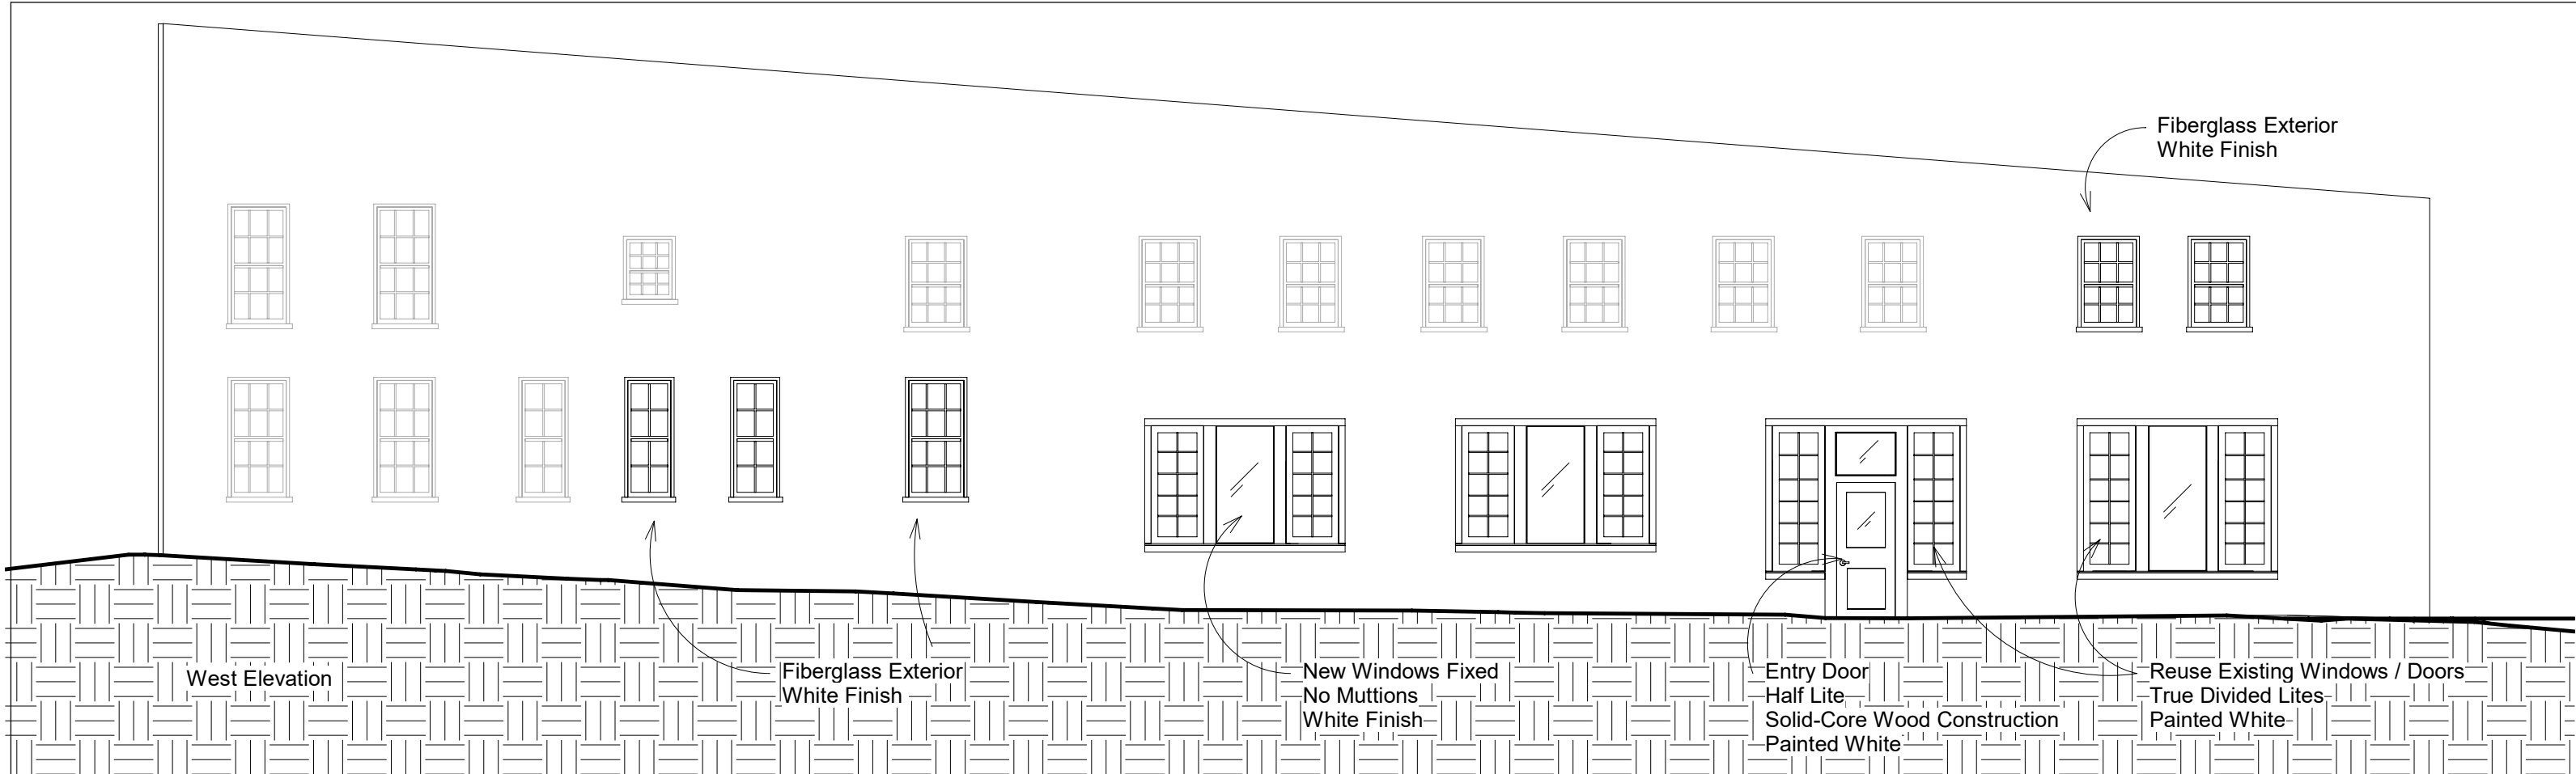 Fiberglass Exterior
White Finish
West Elevation
Fiberglass Exterior
White Finish
New Windows Fixed
No Muttions
White Finish
Entry Door
Half Lite
Solid-Core Wood Construction
Painted White
Reuse Existing Windows / Doors
True Divided Lites
Painted White